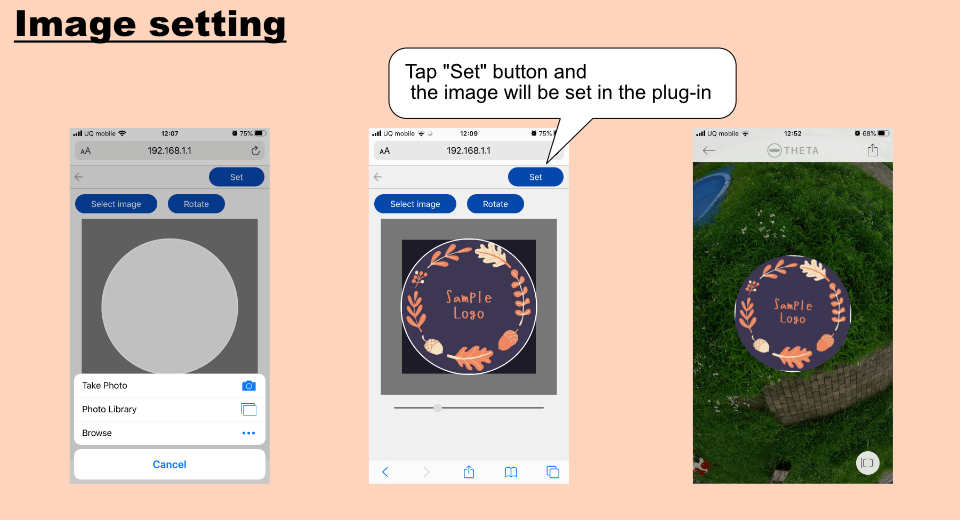 Image setting
Tap "Set" button and
the image will be set in the plug-in
UQ mobile 12:07 75%
AA 192.168.1.1
Set
Select image Rotate
Take Photo
Photo Library
Browse
Cancel
UQ mobile 12:09 75%
AA 192.168.1.1
Set
Select image Rotate
Sample
Logo
UQ mobile 12:52 68%
THETA
Sample
Logo